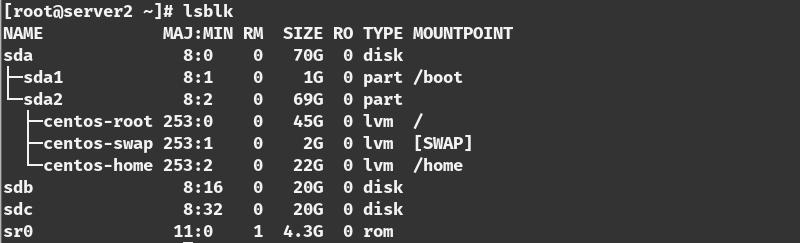 [root@server2 ~]# lsblk
NAME            MAJ:MIN RM  SIZE RO TYPE MOUNTPOINT
sda               8:0    0   70G  0 disk
├─sda1            8:1    0    1G  0 part /boot
└─sda2            8:2    0   69G  0 part
  ├─centos-root 253:0    0   45G  0 lvm  /
  ├─centos-swap 253:1    0    2G  0 lvm  [SWAP]
  └─centos-home 253:2    0   22G  0 lvm  /home
sdb               8:16   0   20G  0 disk
sdc               8:32   0   20G  0 disk
sr0              11:0    1  4.3G  0 rom